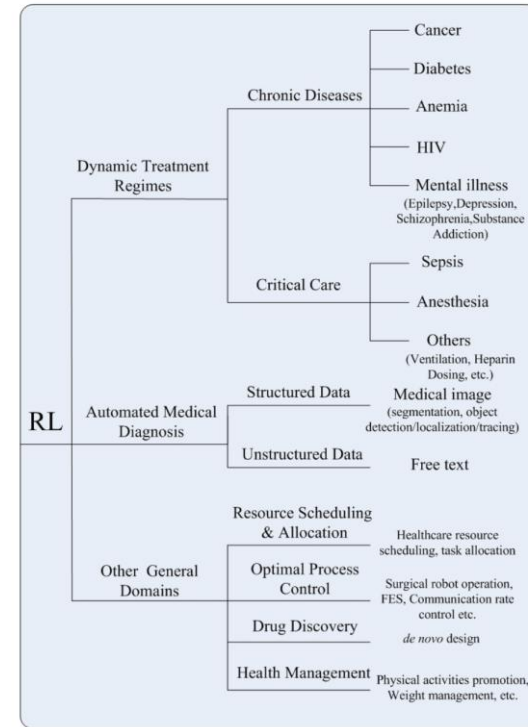 RL
Dynamic Treatment
Regimes
Chronic Diseases
Cancer
Diabetes
Anemia
HIV
Mental illness
(Epilepsy,Depression,
Schizophrenia,Substance
Addiction)
Critical Care
Sepsis
Anesthesia
Others
(Ventilation, Heparin
Dosing, etc.)
Automated Medical
Diagnosis
Structured Data
Medical image
(segmentation, object
detection/localization/tracing)
Unstructured Data
Free text
Other General
Domains
Resource Scheduling
& Allocation
Healthcare resource
scheduling, task allocation
Optimal Process
Control
Surgical robot operation,
FES, Communication rate
control etc.
Drug Discovery
de novo design
Health Management
Physical activities promotion,
Weight management, etc.